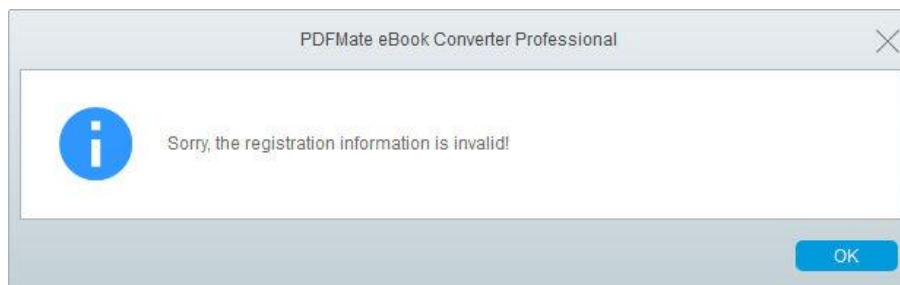 PDFMate eBook Converter Professional
Sorry, the registration information is invalid!
OK